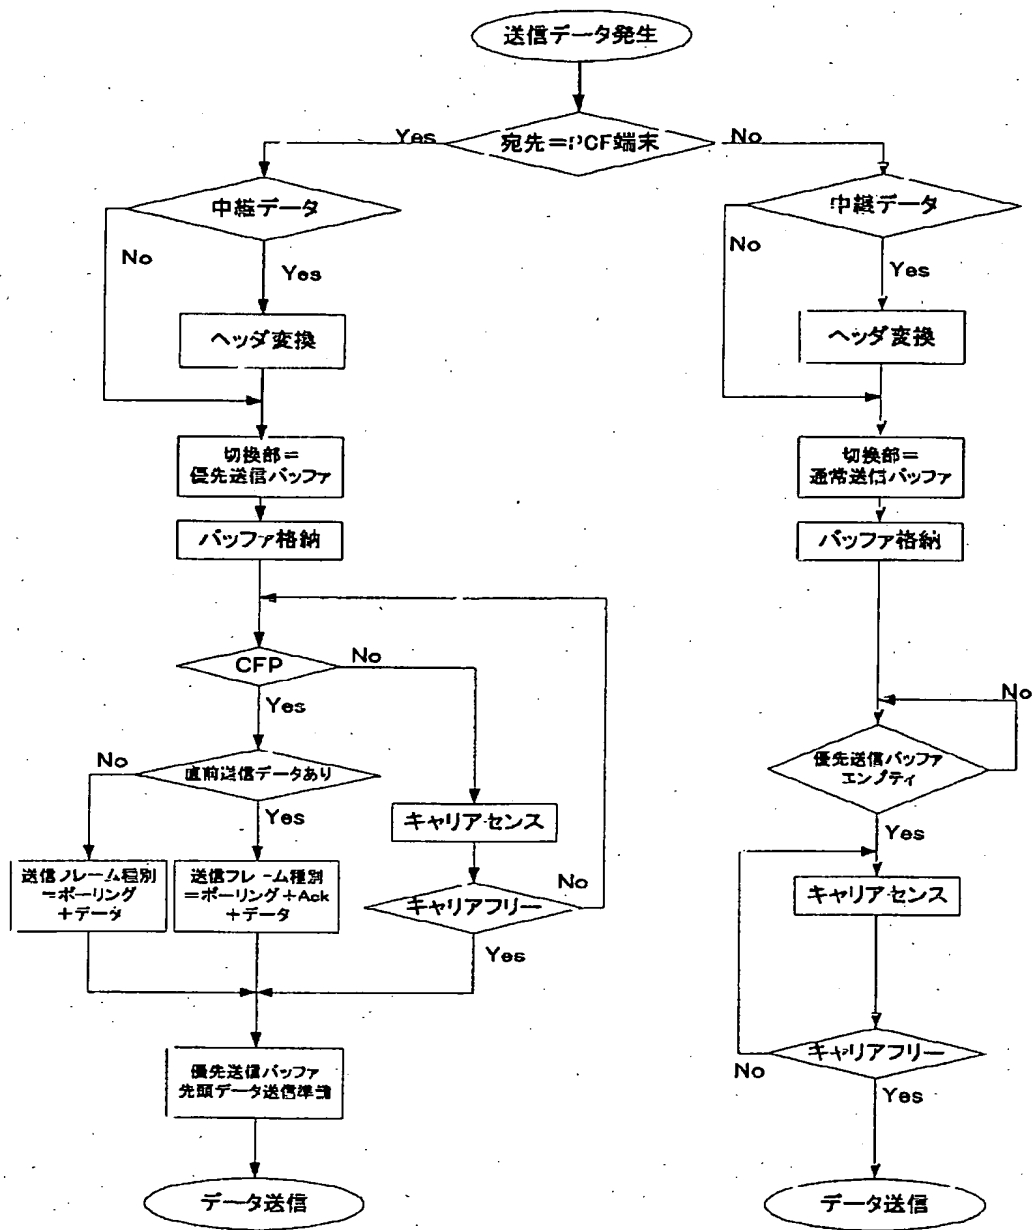 送信データ発生
宛先=PCF端末
Yes
No
中継データ
No
Yes
ヘッダ変換
切換部=
優先送信バッファ
バッファ格納
CFP
No
Yes
直前送信データあり
No
Yes
送信フレーム種別
=ポーリング
+データ
送信フレーム種別
=ポーリング+Ack
+データ
キャリアセンス
キャリアフリー
No
Yes
優先送信バッファ
先頭データ送信準備
データ送信
中継データ
No
Yes
ヘッダ変換
切換部=
通常送信バッファ
バッファ格納
No
優先送信バッファ
エンプティ
Yes
キャリアセンス
キャリアフリー
No
Yes
データ送信